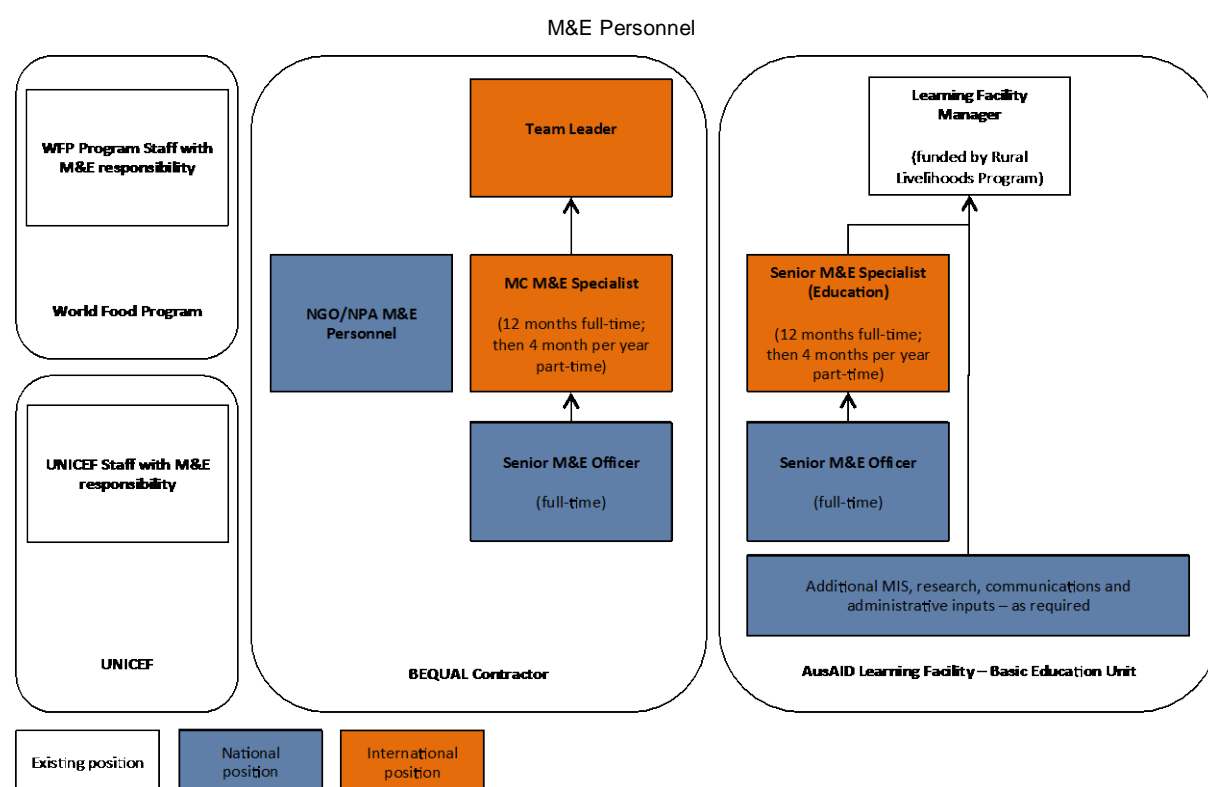 M&E Personnel
WFP Program Staff with
M&E responsibility
World Food Program
UNICEF Staff with M&E
responsibility
UNICEF
Team Leader
NGO/NPA M&E
Personnel
MC M&E Specialist
(12 months full-time;
then 4 month per year
part-time)
Senior M&E Officer
(full-time)
BEQUAL Contractor
Learning Facility
Manager
(funded by Rural
Livelihoods Program)
Senior M&E Specialist
(Education)
(12 months full-time;
then 4 months per year
part-time)
Senior M&E Officer
(full-time)
Additional MIS, research, communications and
administrative inputs – as required
AusAID Learning Facility – Basic Education Unit
Existing position
National
position
International
position